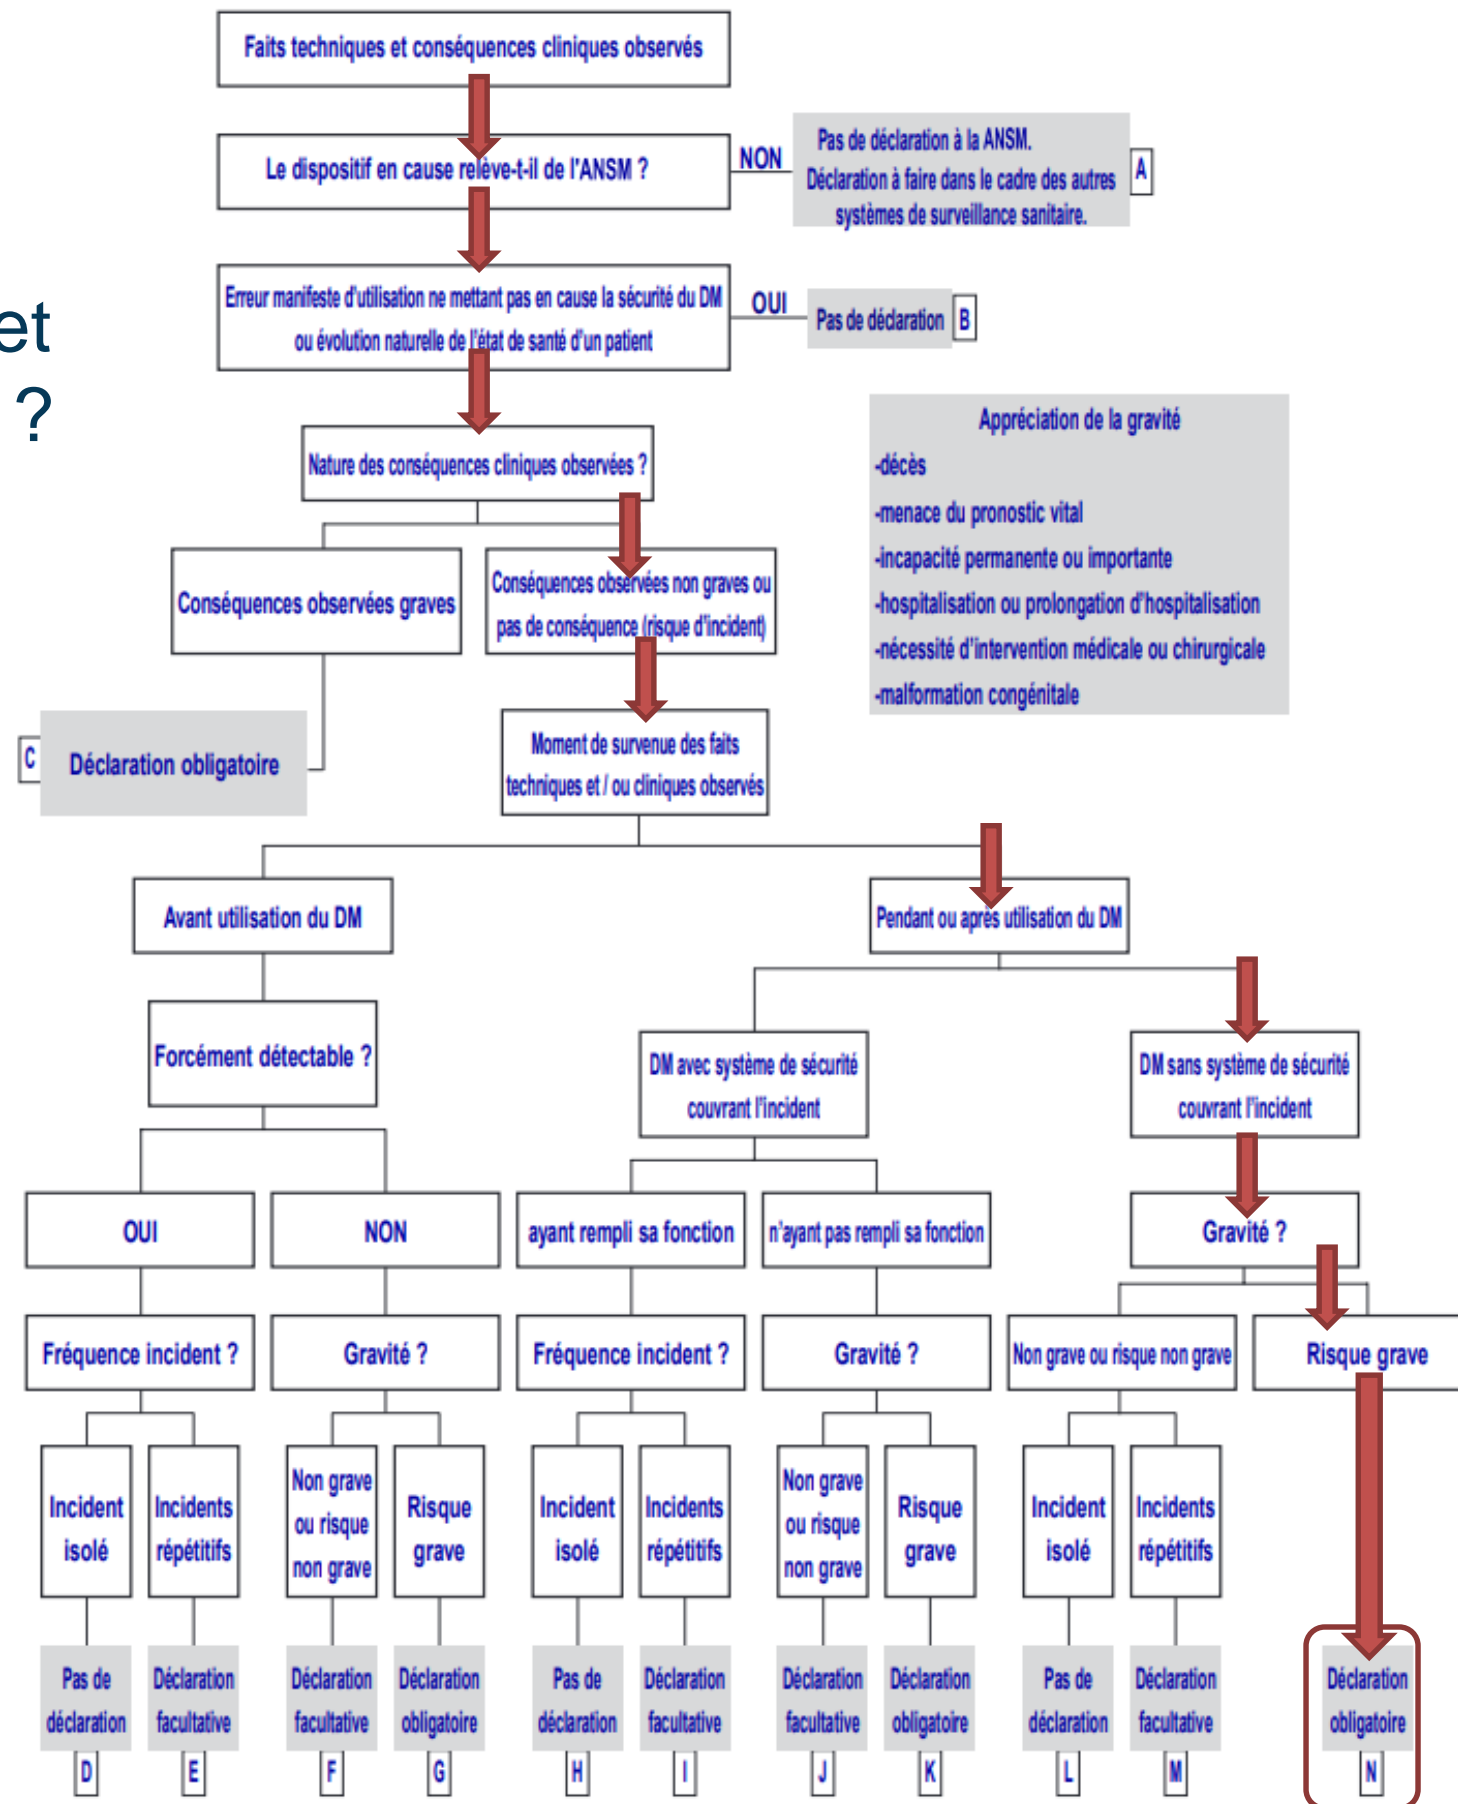 Faits techniques et conséquences cliniques observés
Le dispositif en cause relève-t-il de l'ANSM ?
NON
Pas de déclaration à la ANSM.
Déclaration à faire dans le cadre des autres
systèmes de surveillance sanitaire.
A
et
?
Erreur manifeste d'utilisation ne mettant pas en cause la sécurité du DM
ou évolution naturelle de l'état de santé d'un patient
OUI
Pas de déclaration
B
Nature des conséquences cliniques observées ?
Appréciation de la gravité
-décès
-menace du pronostic vital
-incapacité permanente ou importante
-hospitalisation ou prolongation d'hospitalisation
-nécessité d'intervention médicale ou chirurgicale
-malformation congénitale
Conséquences observées graves
Conséquences observées non graves ou
pas de conséquence (risque d'incident)
C
Déclaration obligatoire
Moment de survenue des faits
techniques et / ou cliniques observés
Avant utilisation du DM
Pendant ou après utilisation du DM
Forcément détectable ?
DM avec système de sécurité
couvrant l'incident
DM sans système de sécurité
couvrant l'incident
OUI
NON
ayant rempli sa fonction
n'ayant pas rempli sa fonction
Gravité ?
Fréquence incident ?
Gravité ?
Fréquence incident ?
Gravité ?
Non grave ou risque non grave
Risque grave
Incident
isolé
Incidents
répétitifs
Non grave
ou risque
non grave
Risque
grave
Incident
isolé
Incidents
répétitifs
Non grave
ou risque
non grave
Risque
grave
Incident
isolé
Incidents
répétitifs
Pas de
déclaration
D
Déclaration
facultative
E
Déclaration
facultative
F
Déclaration
obligatoire
G
Pas de
déclaration
H
Déclaration
facultative
I
Déclaration
facultative
J
Déclaration
obligatoire
K
Pas de
déclaration
L
Déclaration
facultative
M
Déclaration
obligatoire
N